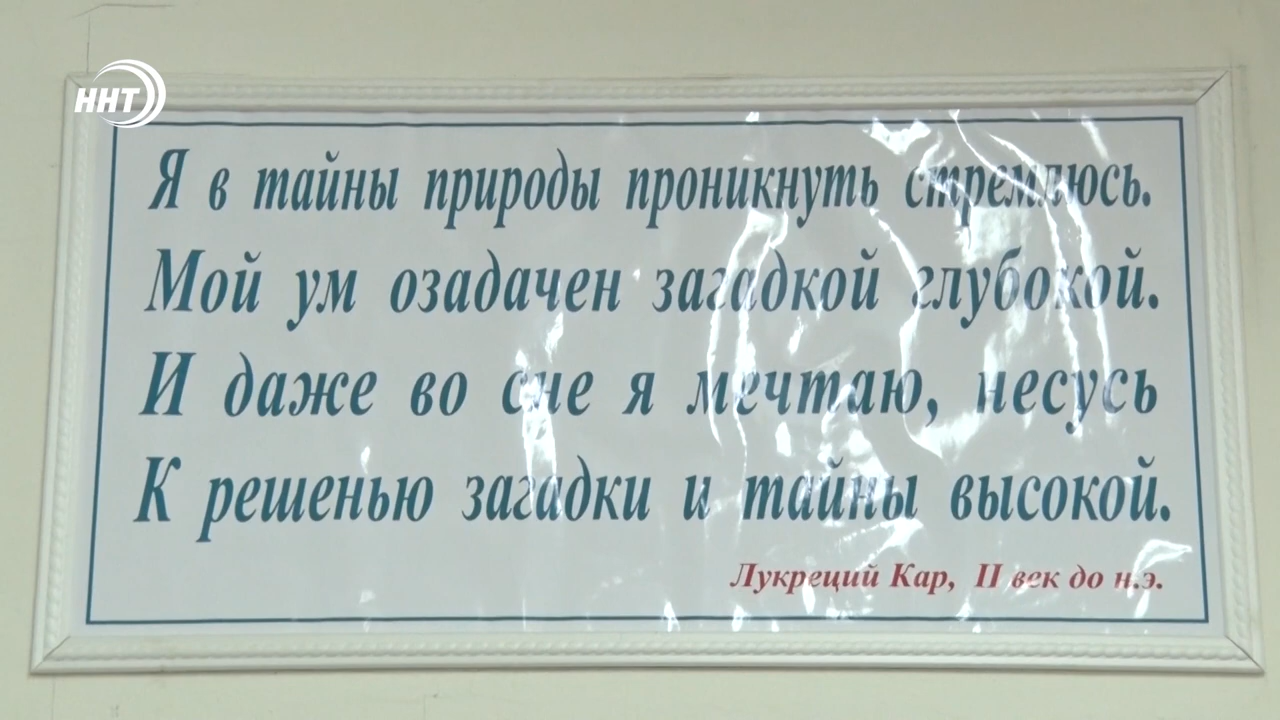 ННТ
Я в тайны природы проникнуть стремлюсь.
Мой ум озадачен загадкой глубокой.
И даже во сне я мечтаю, несусь
К решенью загадки и тайны высокой.
Лукреций Кар, II век до н.э.